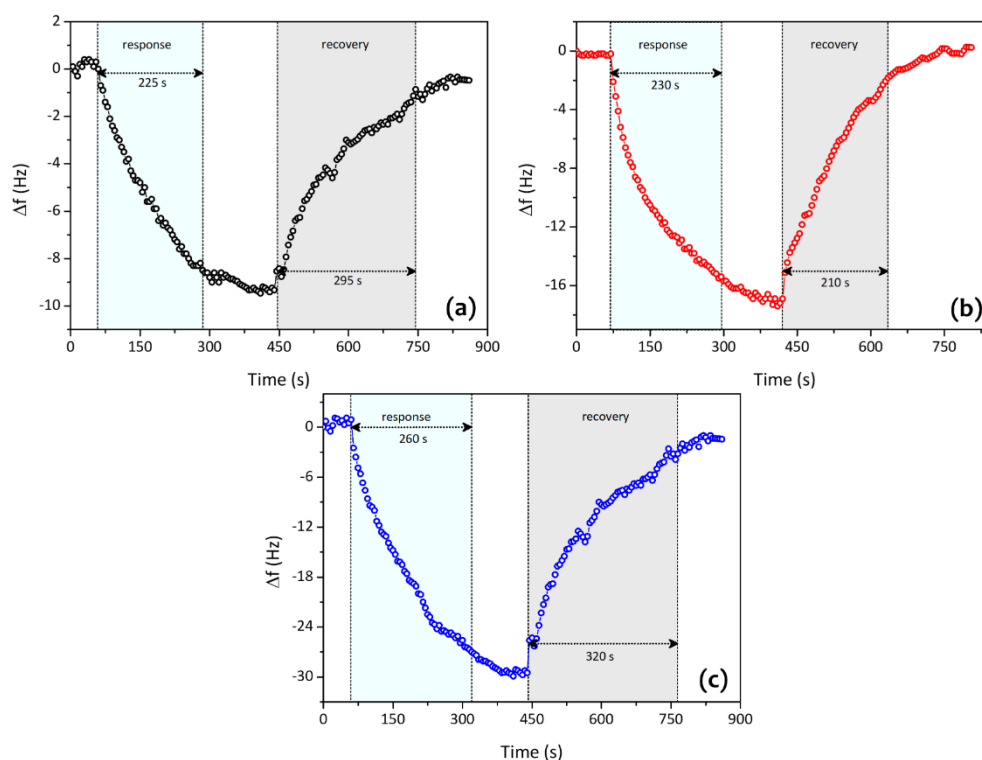 2
0
-2
-4
-6
-8
-10
Δf (Hz)
response
225 s
recovery
295 s
(a)
0 150 300 450 600 750 900
Time (s)
0
-4
-8
-12
-16
Δf (Hz)
response
230 s
recovery
210 s
(b)
0 150 300 450 600 750
Time (s)
0
-6
-12
-18
-24
-30
Δf (Hz)
response
260 s
recovery
320 s
(c)
0 150 300 450 600 750 900
Time (s)